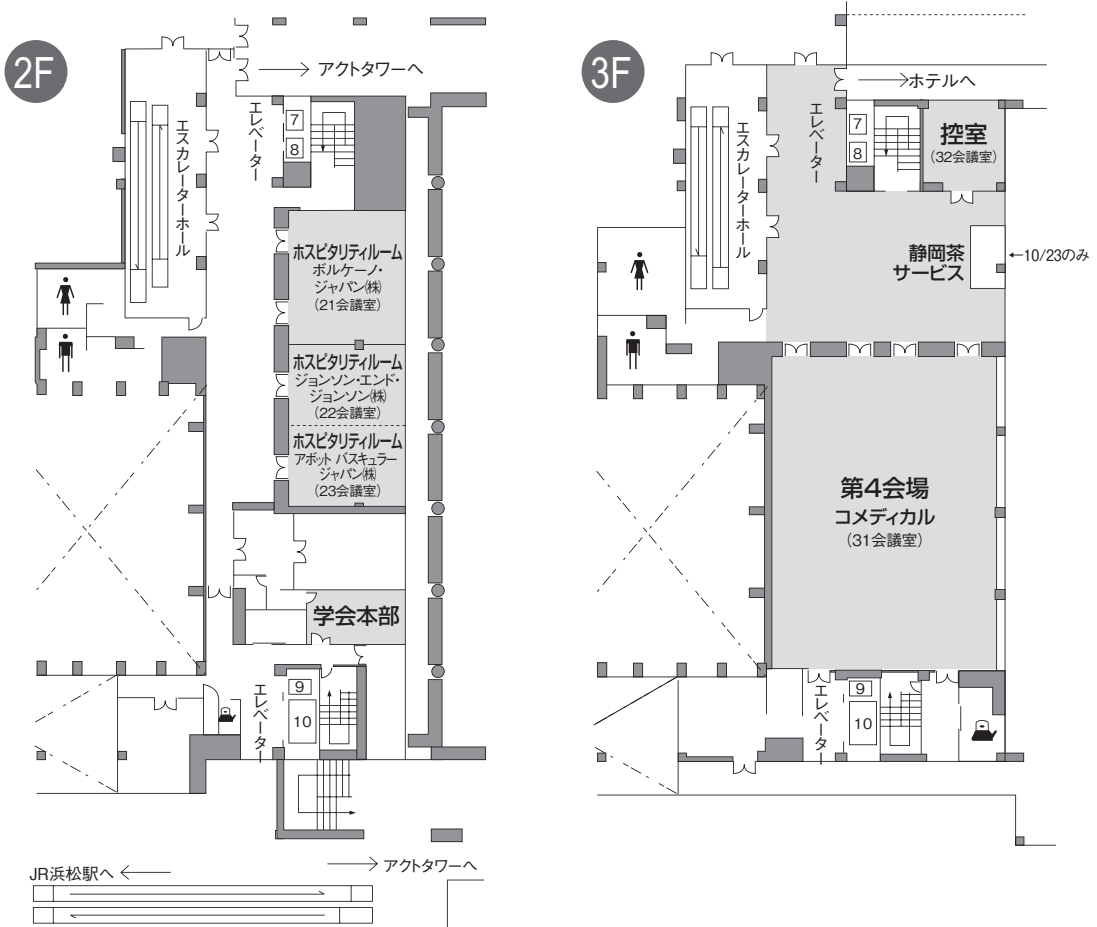 2F
アクトタワーへ
エレベーター
7
8
エスカレーターホール
ホスピタリティルーム
ボルケーノ・
ジャパン㈱
(21会議室)
ホスピタリティルーム
ジョンソン・エンド・
ジョンソン㈱
(22会議室)
ホスピタリティルーム
アボット バスキュラー
ジャパン㈱
(23会議室)
学会本部
エレベーター
9
10
アクトタワーへ
JR浜松駅へ
3F
ホテルへ
エレベーター
7
8
控室
(32会議室)
エスカレーターホール
静岡茶
サービス
←10/23のみ
第4会場
コメディカル
(31会議室)
エレベーター
9
10